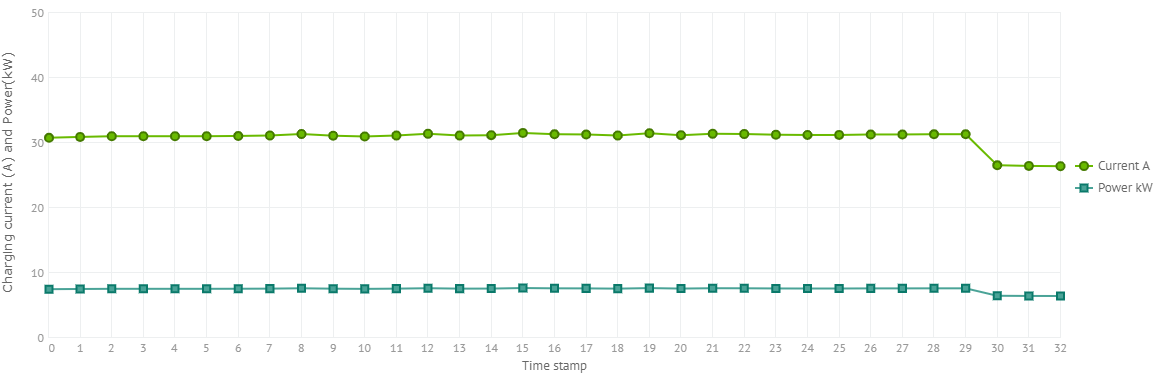 50
40
30
20
10
0
Charging current (A) and Power(kW)
0 1 2 3 4 5 6 7 8 9 10 11 12 13 14 15 16 17 18 19 20 21 22 23 24 25 26 27 28 29 30 31 32
Time stamp
Current A
Power kW